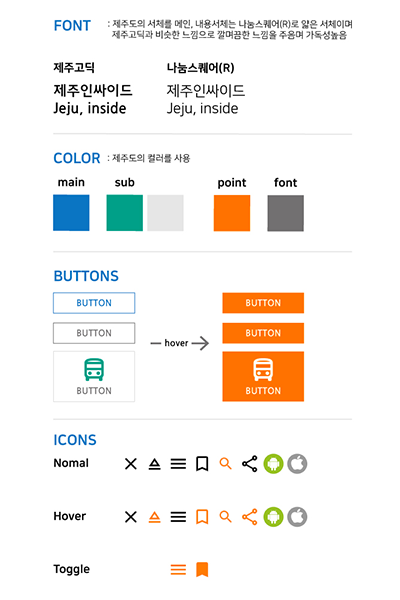 FONT : 제주도의 서체를 메인, 내용서체는 나눔스퀘어(R)로 얇은 서체이며
제주고딕과 비슷한 느낌으로 깔며끔한 느낌을 주음며 가독성높음
제주고딕 나눔스퀘어(R)
제주인싸이드 제주인싸이드
Jeju, inside Jeju, inside
COLOR : 제주도의 컬러를 사용
main sub point font
BUTTONS
BUTTON BUTTON
BUTTON BUTTON
hover
BUTTON BUTTON
ICONS
Nomal
Hover
Toggle